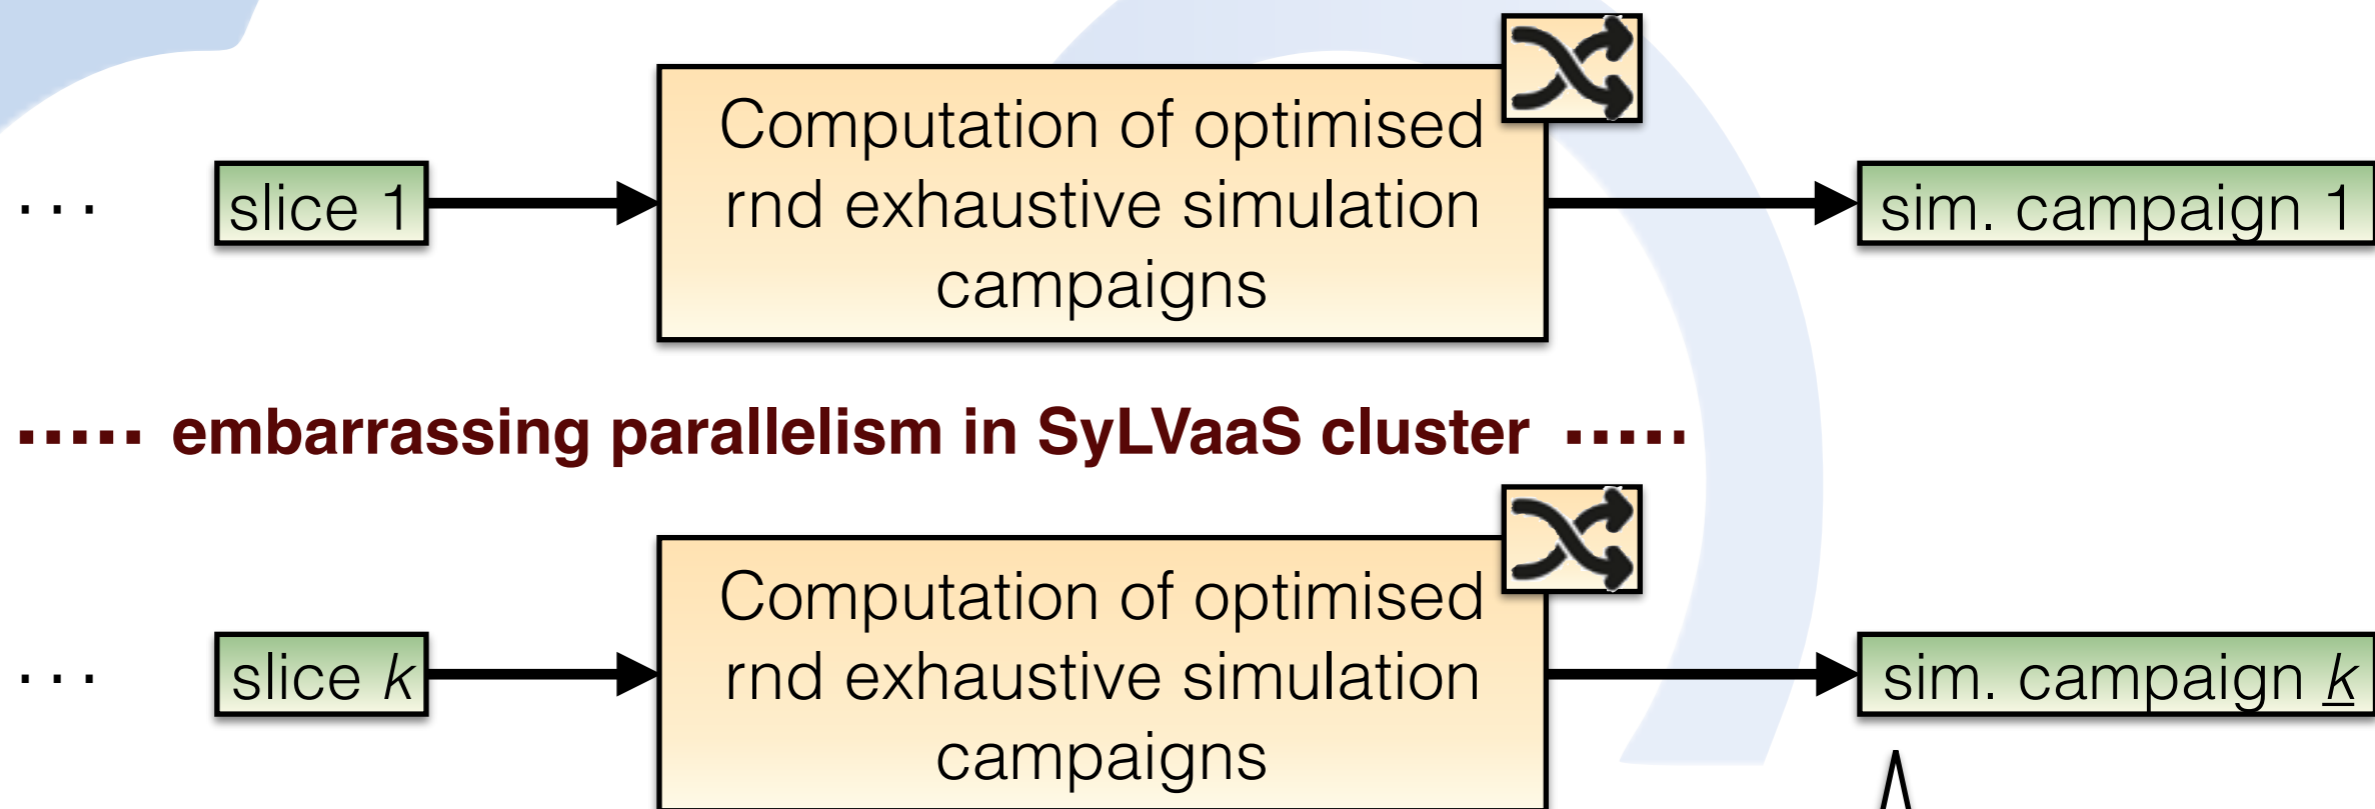 ... slice 1
Computation of optimised
rnd exhaustive simulation
campaigns
sim. campaign 1
..... embarrassing parallelism in SyLVaaS cluster .....
... slice k
Computation of optimised
rnd exhaustive simulation
campaigns
sim. campaign k